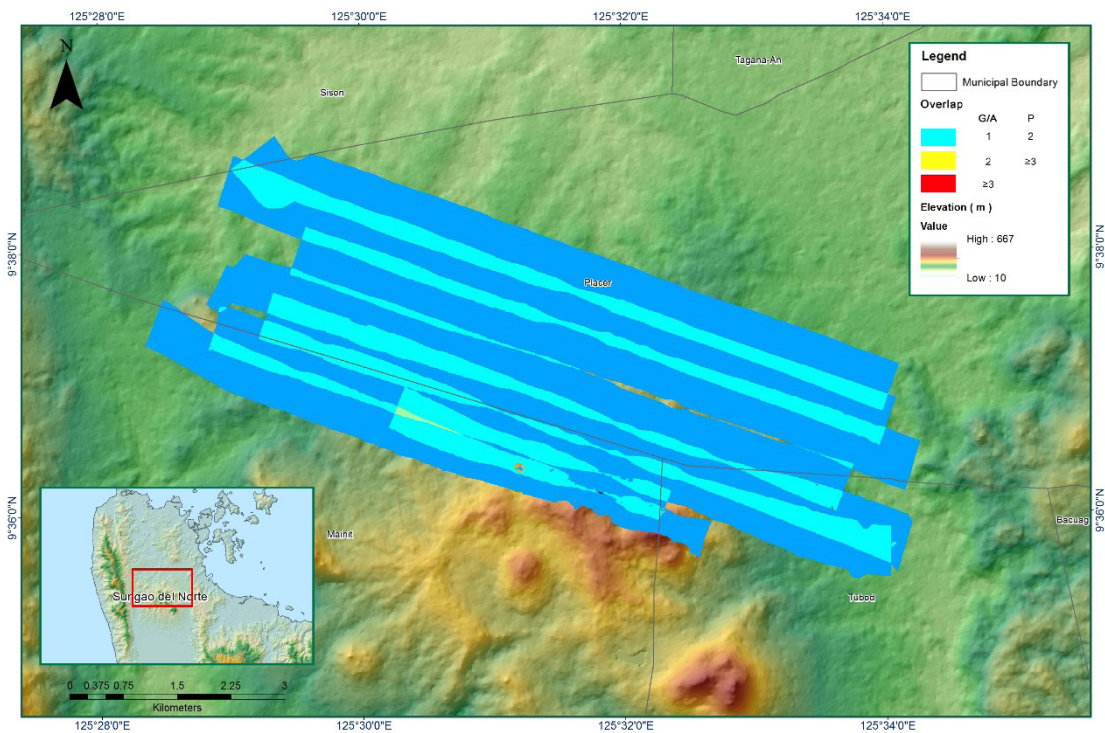 125°28'0"E 125°30'0"E 125°32'0"E 125°34'0"E
N
Tagana-An
Sison
Legend
Municipal Boundary
Overlap
G/A P
1 2
2 ≥3
≥3
Elevation ( m )
Value
High : 667
Low : 10
9°38'0"N 9°38'0"N
Placer
9°36'0"N 9°36'0"N
Mainit
Bacuag
Tubod
Surigao del Norte
0 0.375 0.75 1.5 2.25 3
Kilometers
125°28'0"E 125°30'0"E 125°32'0"E 125°34'0"E